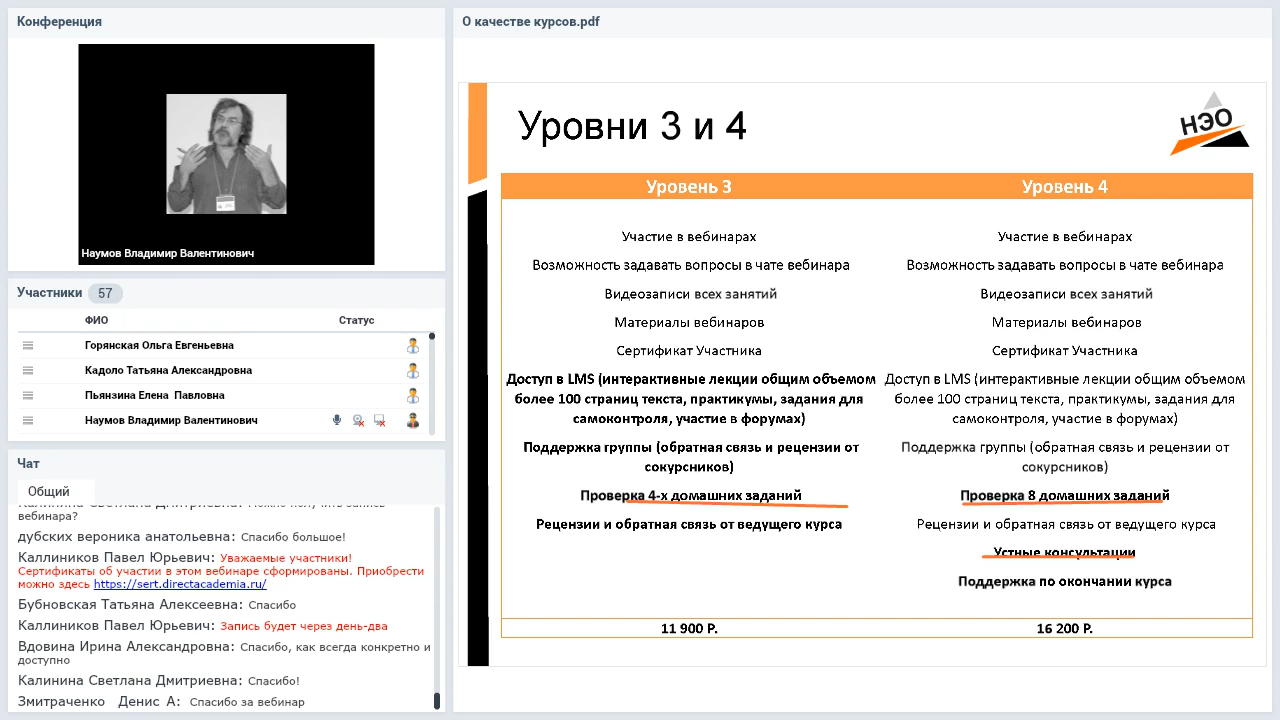 Конференция
Наумов Владимир Валентинович
Участники 57
ФИО Статус
Горянская Ольга Евгеньевна
Кадоло Татьяна Александровна
Пьянзина Елена Павловна
Наумов Владимир Валентинович
Чат
Общий
Калинина Светлана Дмитриевна: Можно получить запись
вебинара?
дубских вероника анатольевна: Спасибо большое!
Каллиников Павел Юрьевич: Уважаемые участники!
Сертификаты об участии в этом вебинаре сформированы. Приобрести
можно здесь https://sert.directacademia.ru/
Бубновская Татьяна Алексеевна: Спасибо
Каллиников Павел Юрьевич: Запись будет через день-два
Вдовина Ирина Александровна: Спасибо, как всегда конкретно и
доступно
Калинина Светлана Дмитриевна: Спасибо!
Змитраченко Денис А: Спасибо за вебинар
О качестве курсов.pdf
Уровни 3 и 4
НЭО
Уровень 3
Участие в вебинарах
Возможность задавать вопросы в чате вебинара
Видеозаписи всех занятий
Материалы вебинаров
Сертификат Участника
Доступ в LMS (интерактивные лекции общим объемом
более 100 страниц текста, практикумы, задания для
самоконтроля, участие в форумах)
Поддержка группы (обратная связь и рецензии от
сокурсников)
Проверка 4-х домашних заданий
Рецензии и обратная связь от ведущего курса
11 900 Р.
Уровень 4
Участие в вебинарах
Возможность задавать вопросы в чате вебинара
Видеозаписи всех занятий
Материалы вебинаров
Сертификат Участника
Доступ в LMS (интерактивные лекции общим объемом
более 100 страниц текста, практикумы, задания для
самоконтроля, участие в форумах)
Поддержка группы (обратная связь и рецензии от
сокурсников)
Проверка 8 домашних заданий
Рецензии и обратная связь от ведущего курса
Устные консультации
Поддержка по окончании курса
16 200 Р.